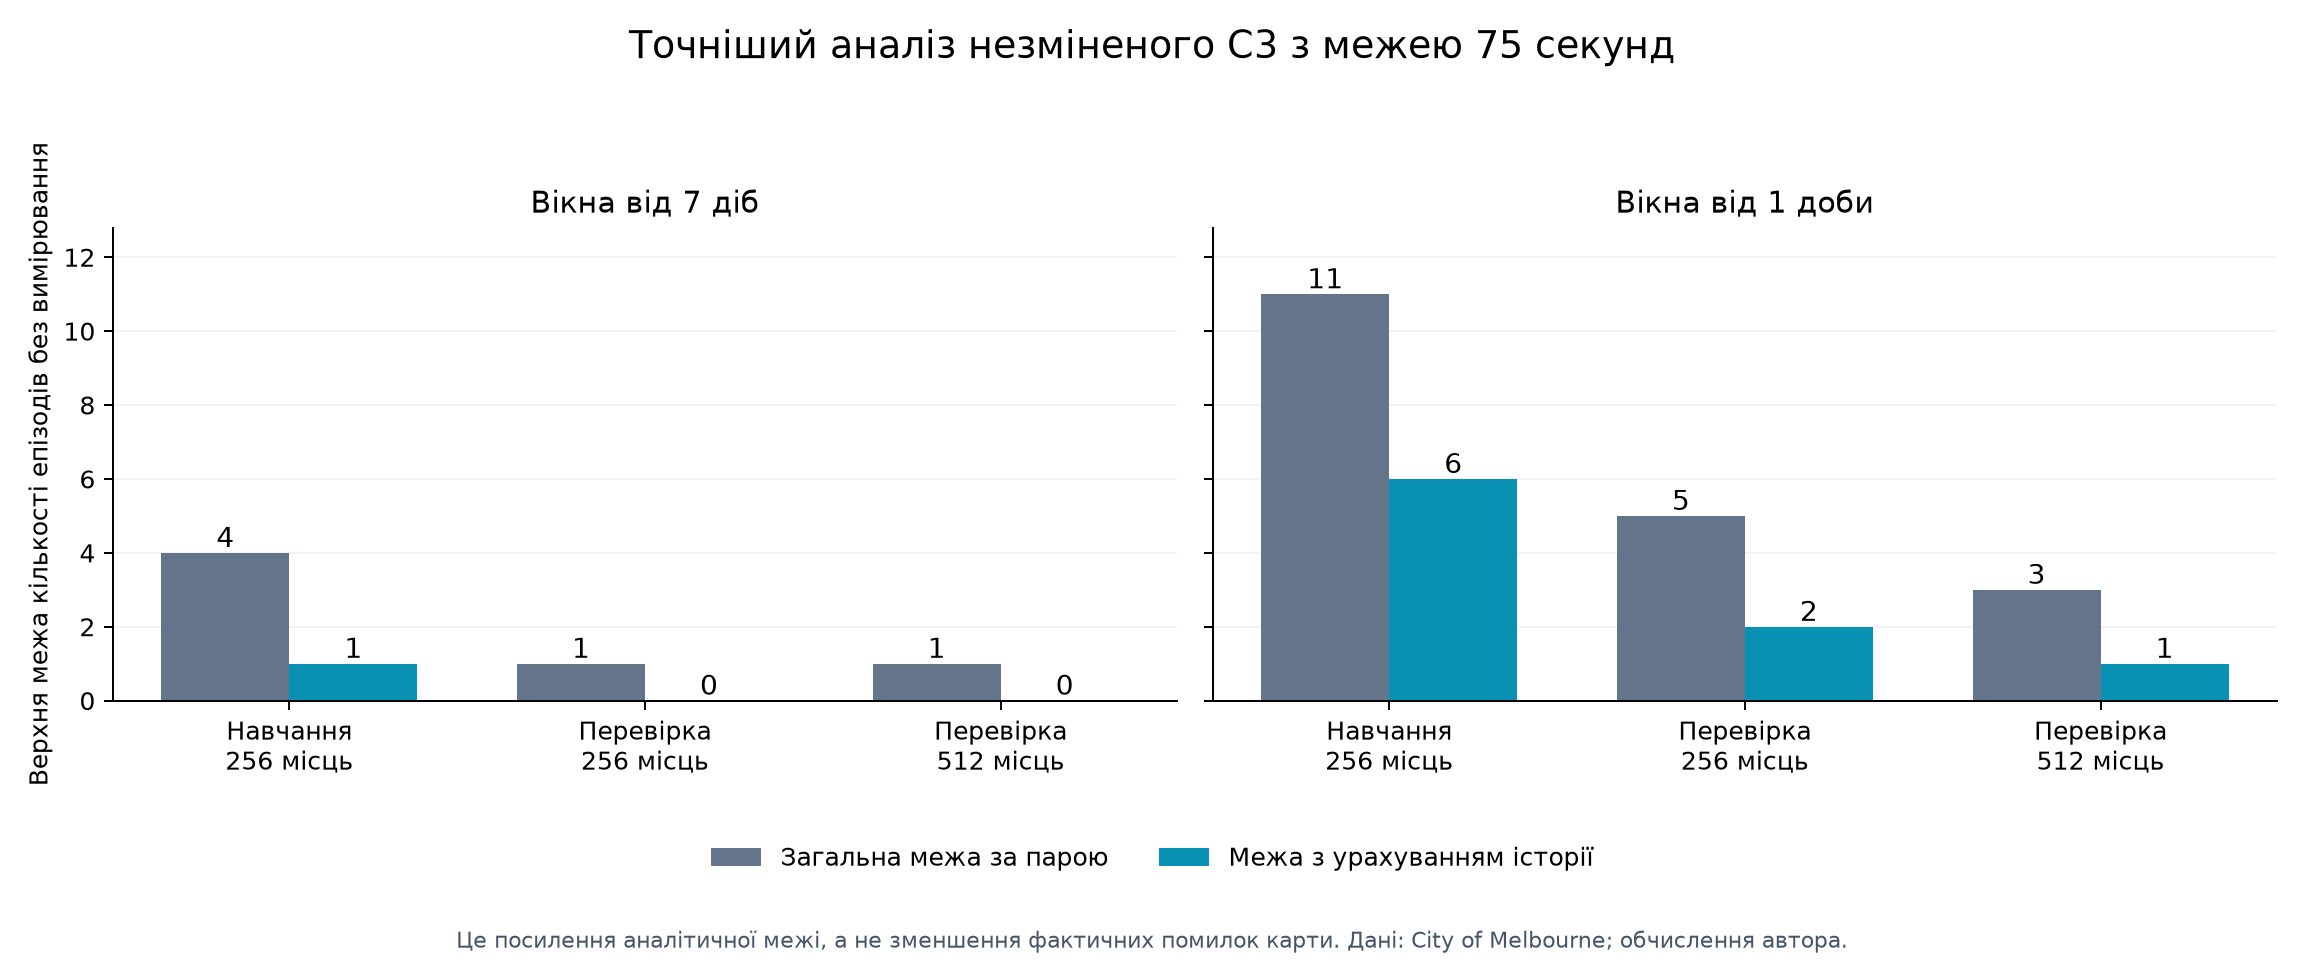 Точніший аналіз незміненого С3 з межею 75 секунд
Верхня межа кількості епізодів без вимірювання
Вікна від 7 діб
12
10
8
6
4
2
0
4
1
1
0
1
0
Навчання
256 місць
Перевірка
256 місць
Перевірка
512 місць
Вікна від 1 доби
11
6
5
2
3
1
Навчання
256 місць
Перевірка
256 місць
Перевірка
512 місць
Загальна межа за парою
Межа з урахуванням історії
Це посилення аналітичної межі, а не зменшення фактичних помилок карти. Дані: City of Melbourne; обчислення автора.